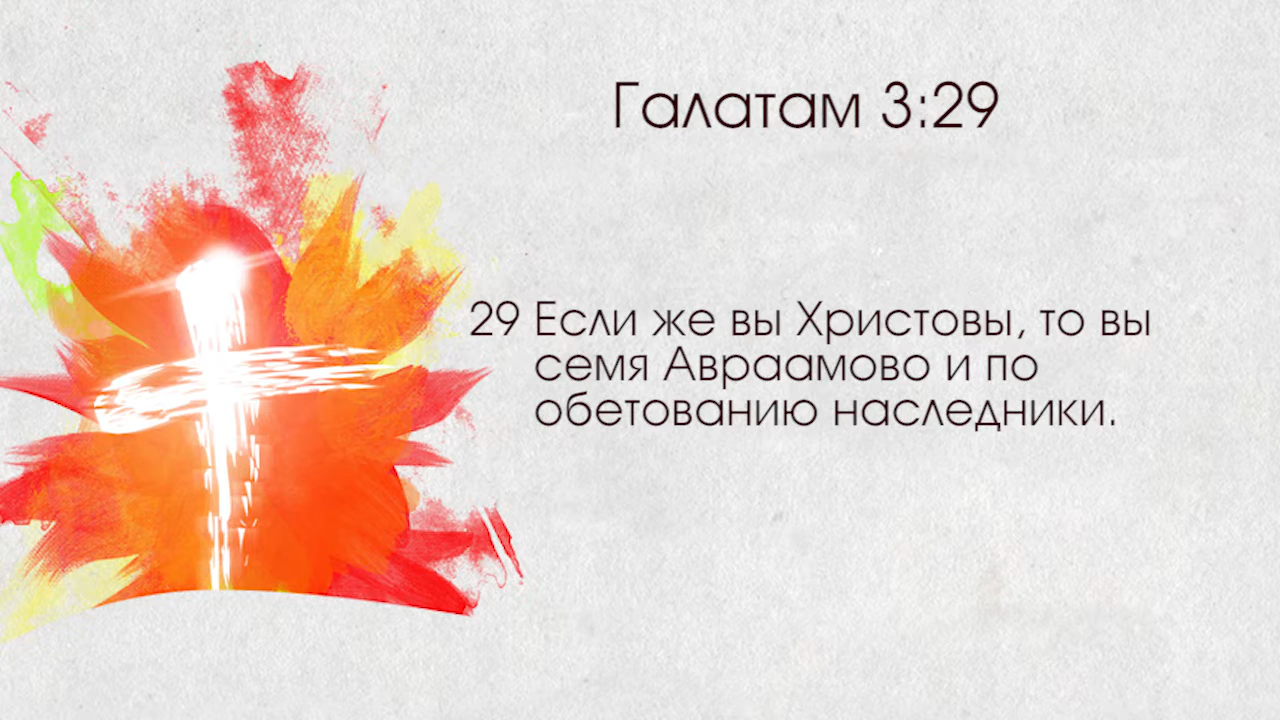 Галатам 3:29
29 Если же вы Христовы, то вы
семя Авраамово и по
обетованию наследники.